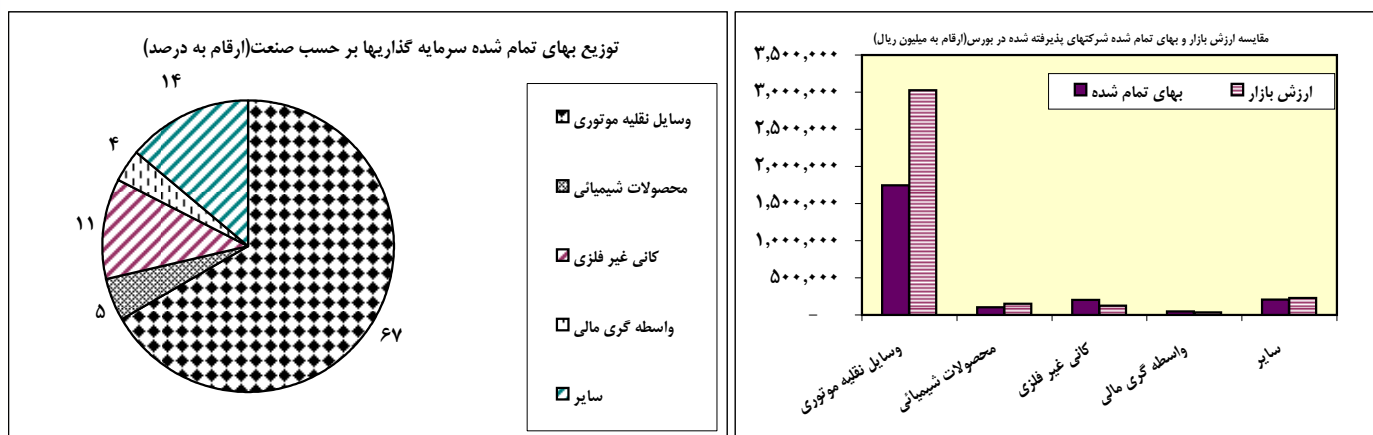 توزیع بهای تمام شده سرمایه گذاریها بر حسب صنعت(ارقام به درصد)
۱۴
۴
۱۱
۵
۶۷
وسایل نقلیه موتوری
محصولات شیمیائی
کانی غیر فلزی
واسطه گری مالی
سایر
مقایسه ارزش بازار و بهای تمام شده شرکتهای پذیرفته شده در بورس(ارقام به میلیون ریال)
۳,۵۰۰,۰۰۰
۳,۰۰۰,۰۰۰
۲,۵۰۰,۰۰۰
۲,۰۰۰,۰۰۰
۱,۵۰۰,۰۰۰
۱,۰۰۰,۰۰۰
۵۰۰,۰۰۰
–
بهای تمام شده
ارزش بازار
وسایل نقلیه موتوری
محصولات شیمیائی
کانی غیر فلزی
واسطه گری مالی
سایر